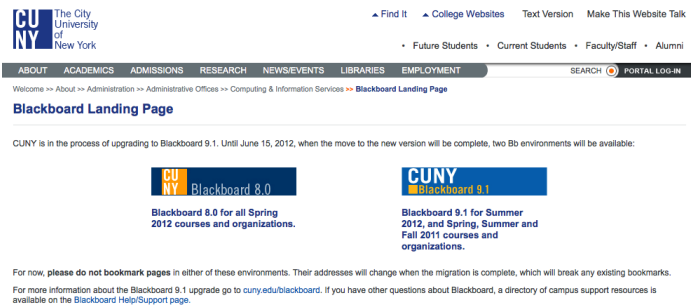 CU NY The City University of New York
▲ Find It ▲ College Websites Text Version Make This Website Talk
• Future Students • Current Students • Faculty/Staff • Alumni
ABOUT ACADEMICS ADMISSIONS RESEARCH NEWS/EVENTS LIBRARIES EMPLOYMENT SEARCH PORTAL LOG-IN
Welcome >> About >> Administration >> Administrative Offices >> Computing & Information Services >> Blackboard Landing Page
Blackboard Landing Page
CUNY is in the process of upgrading to Blackboard 9.1. Until June 15, 2012, when the move to the new version will be complete, two Bb environments will be available:
CU NY Blackboard 8.0
Blackboard 8.0 for all Spring
2012 courses and organizations.
CUNY
Blackboard 9.1
Blackboard 9.1 for Summer
2012, and Spring, Summer and
Fall 2011 courses and
organizations.
For now, please do not bookmark pages in either of these environments. Their addresses will change when the migration is complete, which will break any existing bookmarks.
For more information about the Blackboard 9.1 upgrade go to cuny.edu/blackboard. If you have other questions about Blackboard, a directory of campus support resources is
available on the Blackboard Help/Support page.